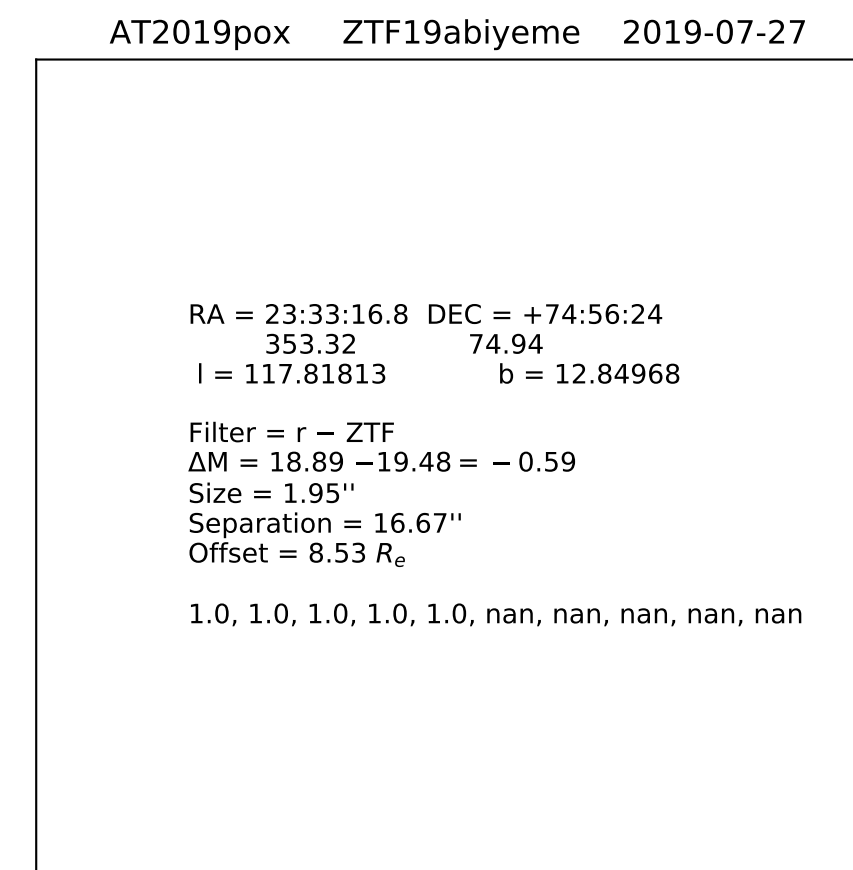 AT2019pox ZTF19abiyeme 2019-07-27
RA = 23:33:16.8 DEC = +74:56:24
353.32 74.94
l = 117.81813 b = 12.84968
Filter = r − ZTF
ΔM = 18.89 −19.48 = − 0.59
Size = 1.95''
Separation = 16.67''
Offset = 8.53 Rₑ
1.0, 1.0, 1.0, 1.0, 1.0, nan, nan, nan, nan, nan